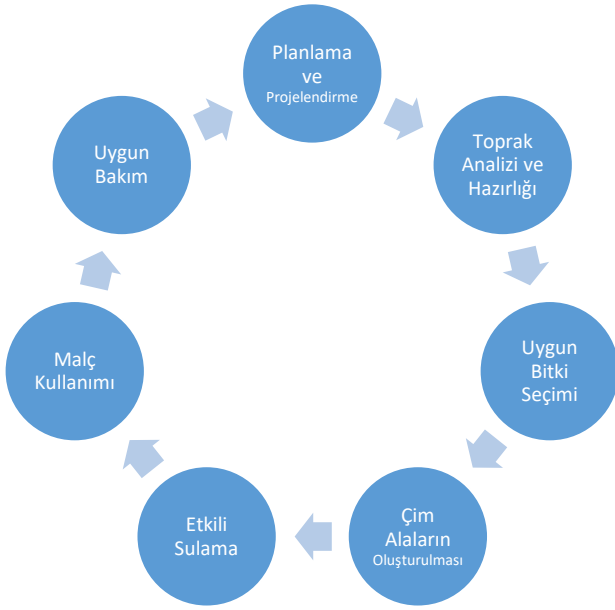 Planlama
ve
Projelendirme
Toprak
Analizi ve
Hazırlığı
Uygun
Bitki
Seçimi
Çim
Alaların
Oluşturulması
Etkili
Sulama
Malç
Kullanımı
Uygun
Bakım